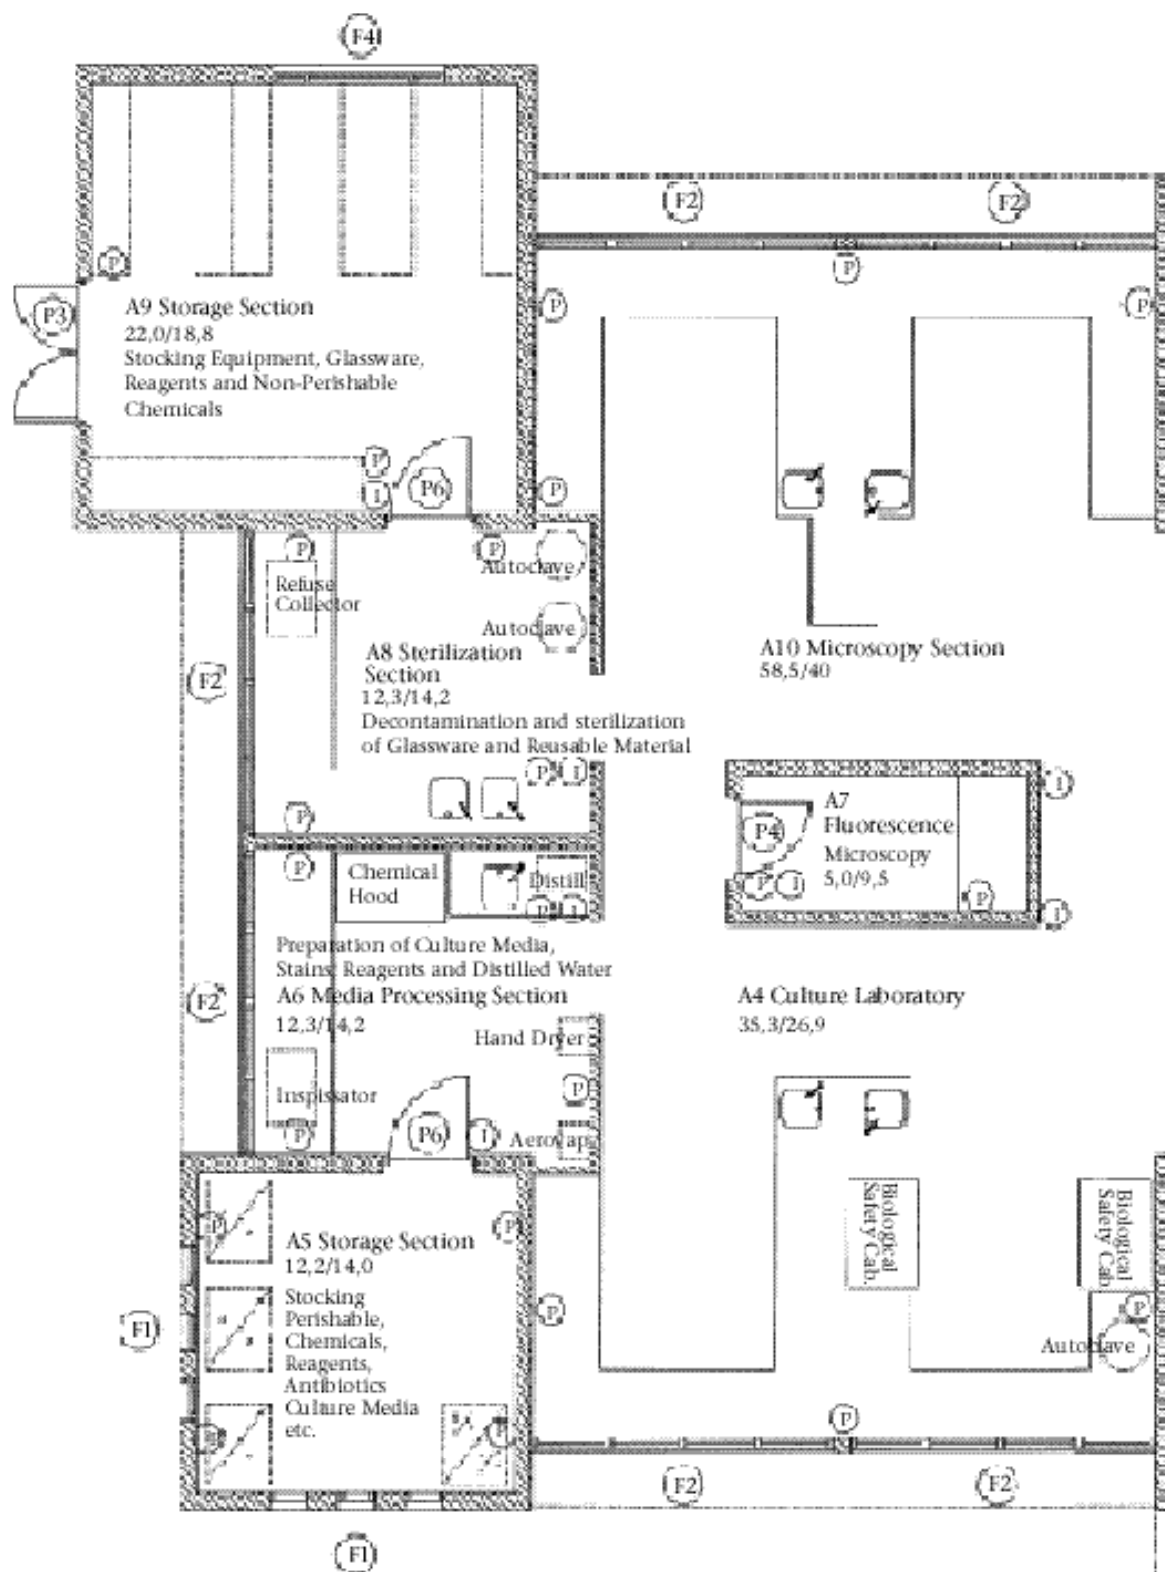 F4
F2
F2
P
P
P
P
P3
A9 Storage Section
22,0/18,8
Stocking Equipment, Glassware,
Reagents and Non-Perishable
Chemicals
P
I
P6
P
P
P
Autoclave
Refuse
Collector
Autoclave
A8 Sterilization
Section
12,3/14,2
Decontamination and sterilization
of Glassware and Reusable Material
P
I
P
F2
A10 Microscopy Section
58,5/40
I
A7
Fluorescence
Microscopy
5,0/9,5
P4
P
I
P
I
P
Chemical
Hood
Distill
P
I
Preparation of Culture Media,
Stains, Reagents and Distilled Water
A6 Media Processing Section
12,3/14,2
F2
A4 Culture Laboratory
35,3/26,9
Hand Dryer
P
Inspissator
P
P6
I
Aerovap
Biological
Safety Cab.
Biological
Safety Cab.
P
P
A5 Storage Section
12,2/14,0
Stocking
Perishable,
Chemicals,
Reagents,
Antibiotics
Culture Media
etc.
F1
P
P
Autoclave
P
P
P
F2
F2
F1